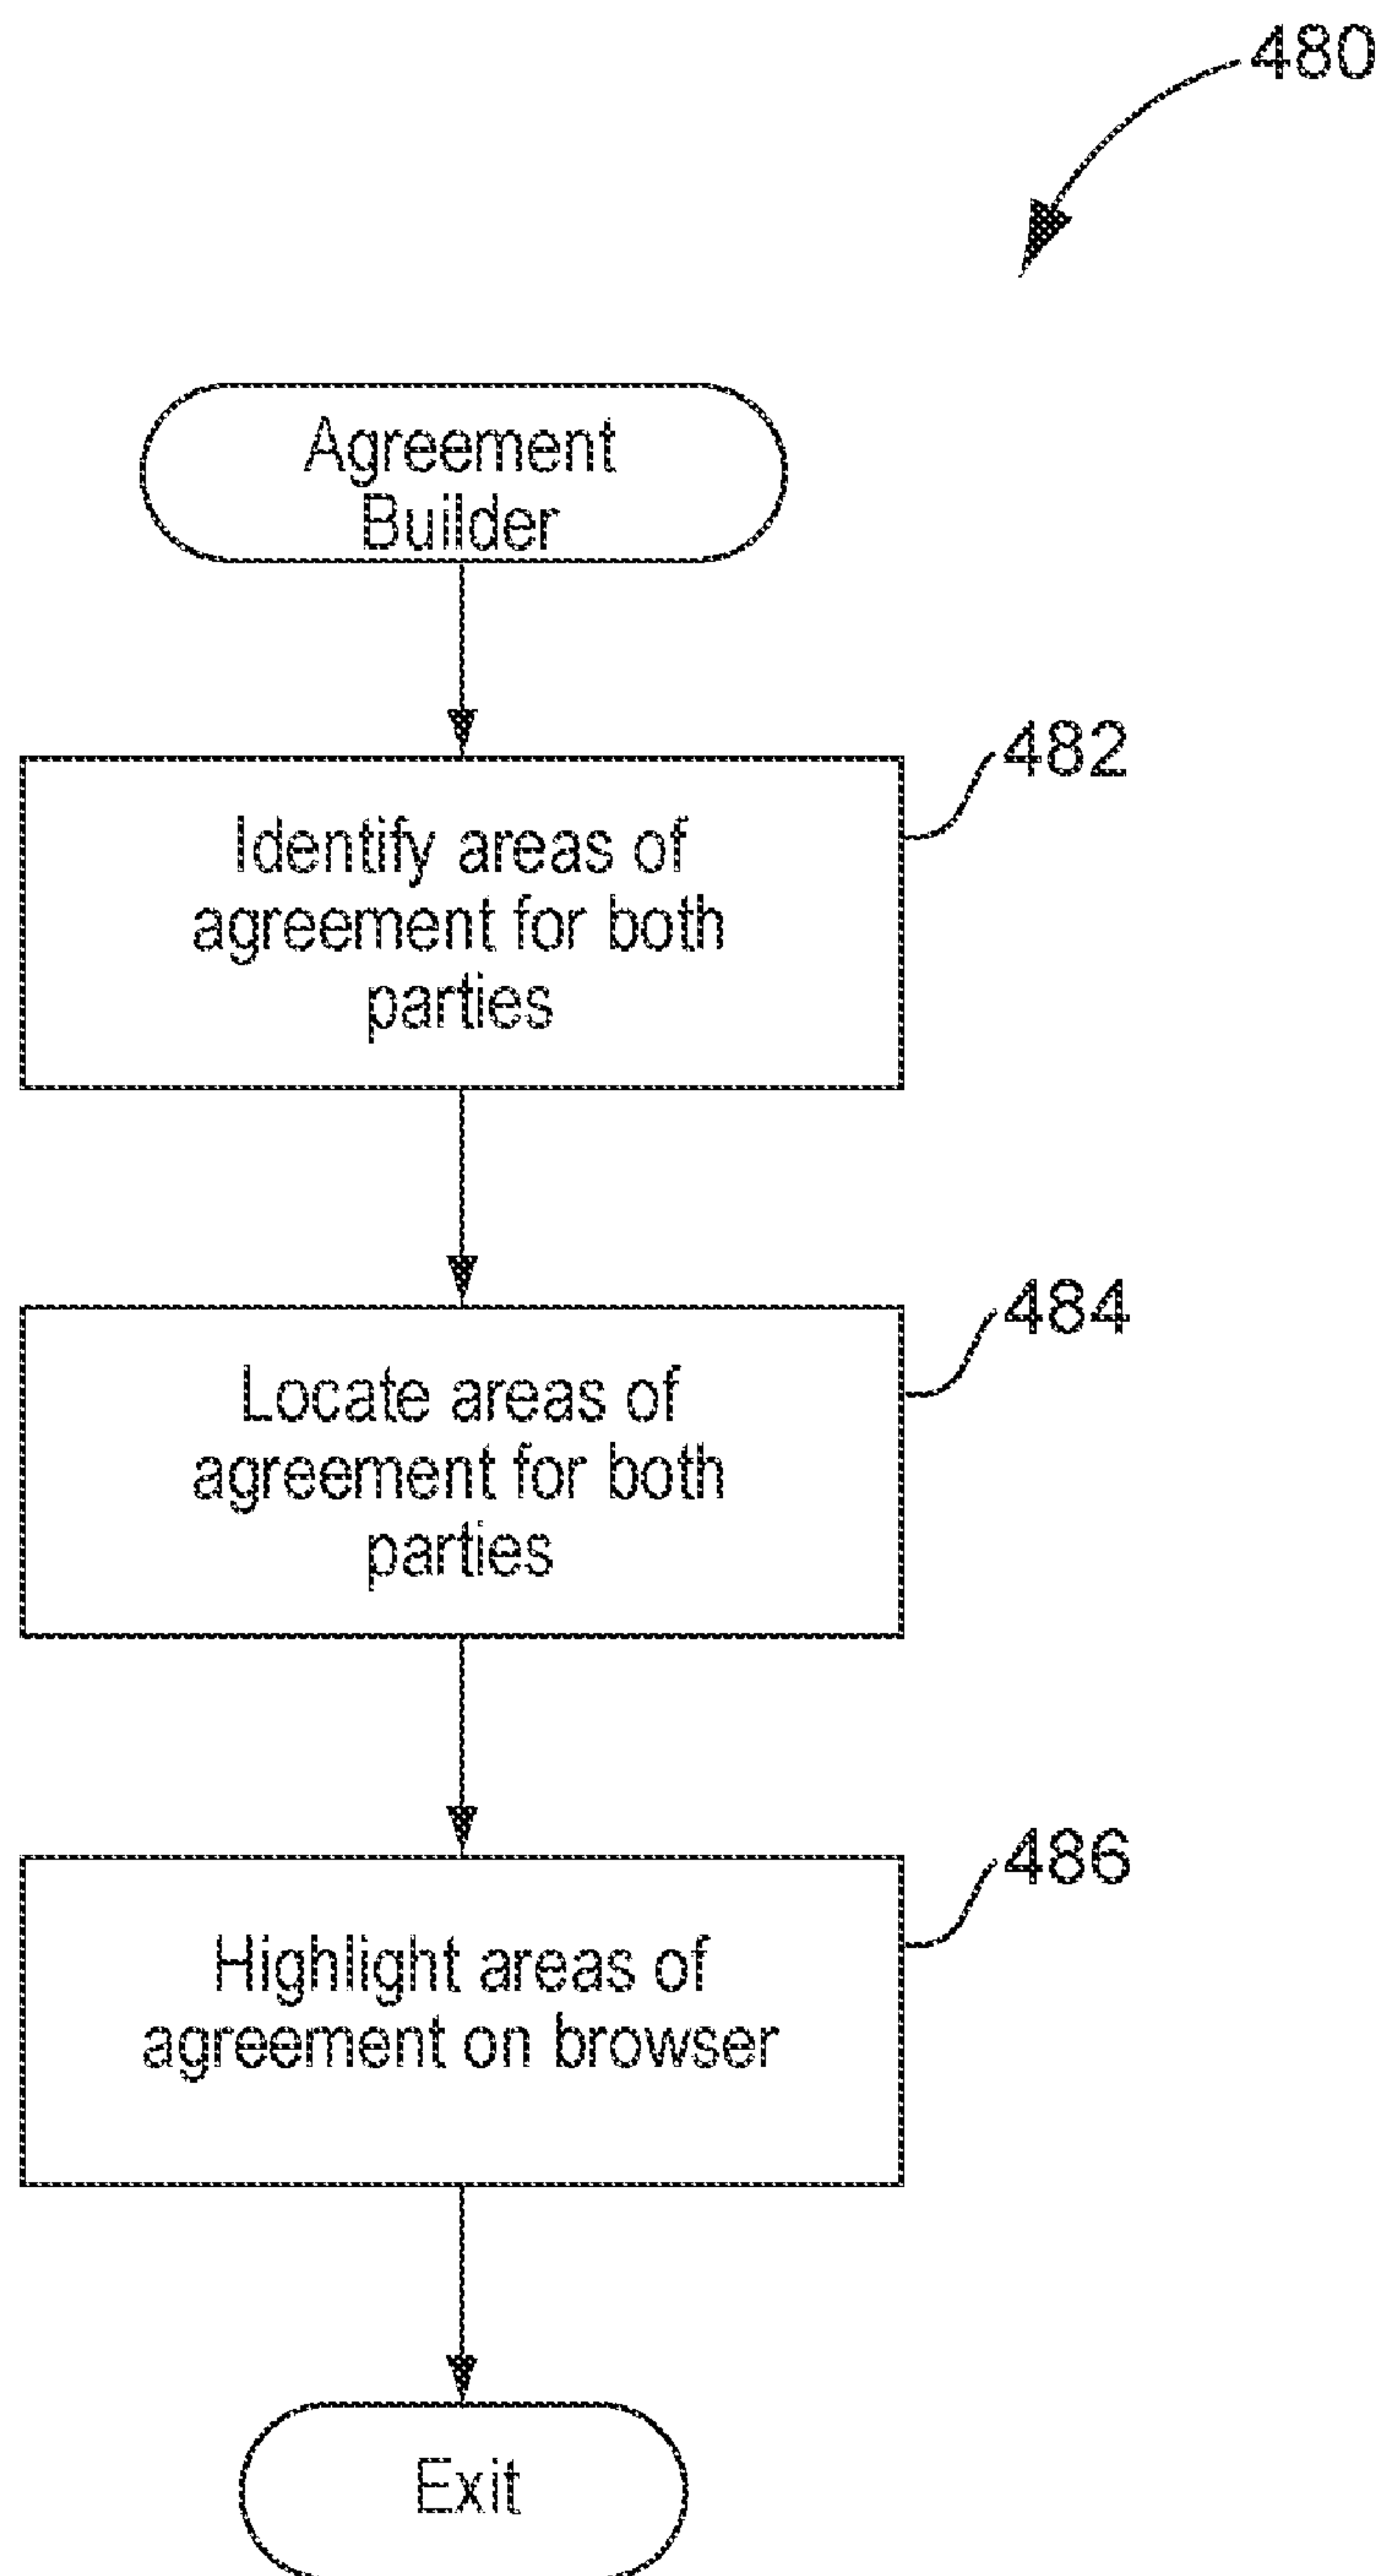 480
Agreement
Builder
482
Identify areas of
agreement for both
parties
484
Locate areas of
agreement for both
parties
486
Highlight areas of
agreement on browser
Exit